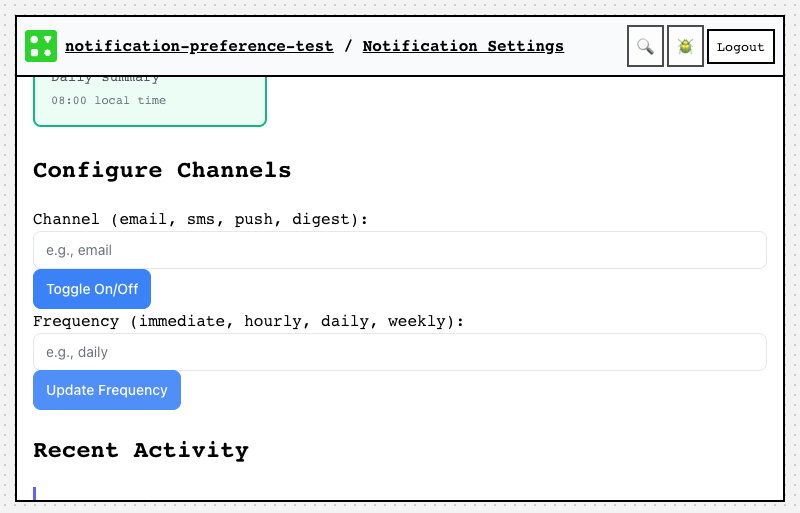 notification-preference-test / Notification Settings
Logout
Daily summary
08:00 local time
Configure Channels
Channel (email, sms, push, digest):
e.g., email
Toggle On/Off
Frequency (immediate, hourly, daily, weekly):
e.g., daily
Update Frequency
Recent Activity